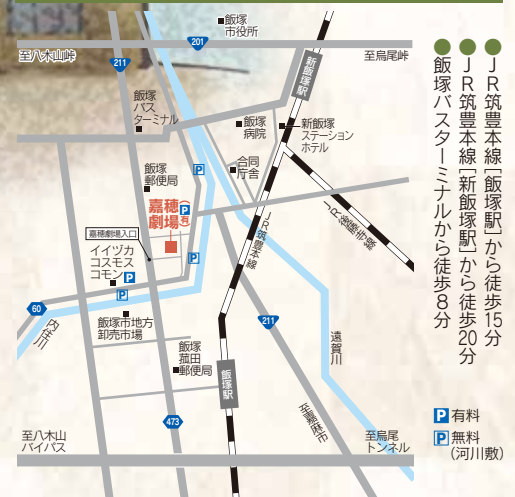 飯塚
市役所
201
至八木山峠
至烏尾峠
211
新飯塚駅
飯塚
バス
ターミナル
飯塚
病院
新飯塚
ステーション
ホテル
合同
庁舎
飯塚
郵便局
P
嘉穂
劇場
(有)
P
嘉穂劇場入口
イイヅカ
コスモス
コモン
P
P
JR筑豊本線
JR後藤寺線
60
内住川
飯塚市地方
卸売市場
211
遠賀川
飯塚
菰田
郵便局
飯塚駅
473
至嘉麻市
至八木山
バイパス
至烏尾
トンネル
●JR筑豊本線[飯塚駅]から徒歩15分
●JR筑豊本線[新飯塚駅]から徒歩20分
●飯塚バスターミナルから徒歩8分
P有料
P無料
(河川敷)